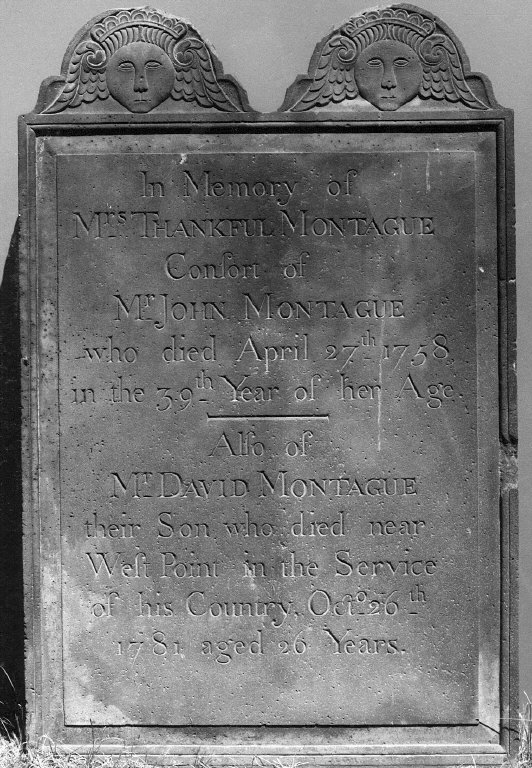 In Memory of
Mrs. THANKFUL MONTAGUE
Conſort of
Mr. JOHN MONTAGUE
who died April 27th. 1758
in the 39th. Year of her Age.
Alſo of
Mr. DAVID MONTAGUE
their Son who died near
Weſt Point in the Service
of his Country, Octo. 26th.
1781 aged 26 Years.